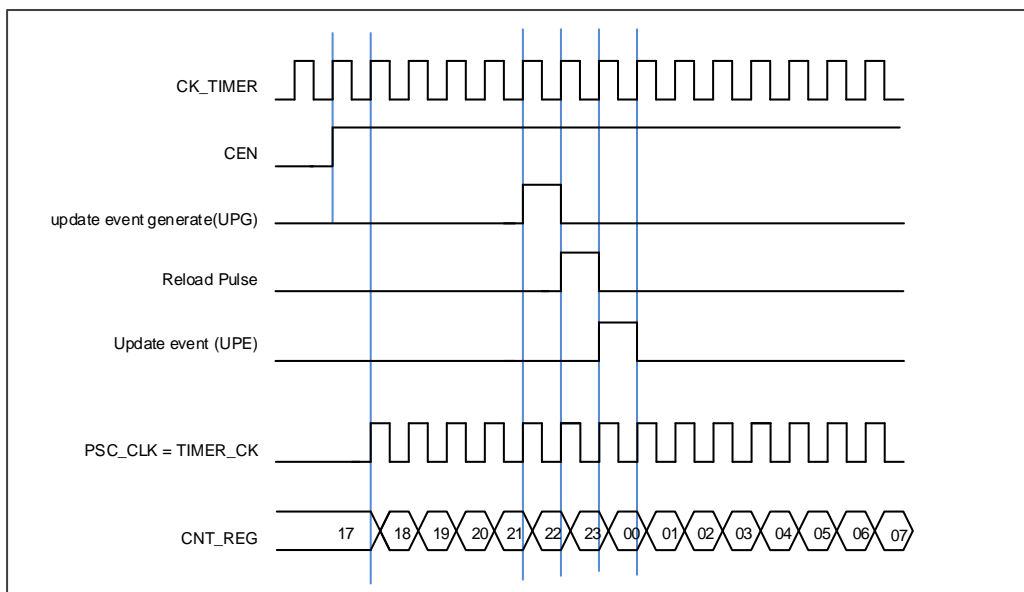 CK_TIMER
CEN
update event generate(UPG)
Reload Pulse
Update event (UPE)
PSC_CLK = TIMER_CK
CNT_REG 17 18 19 20 21 22 23 00 01 02 03 04 05 06 07